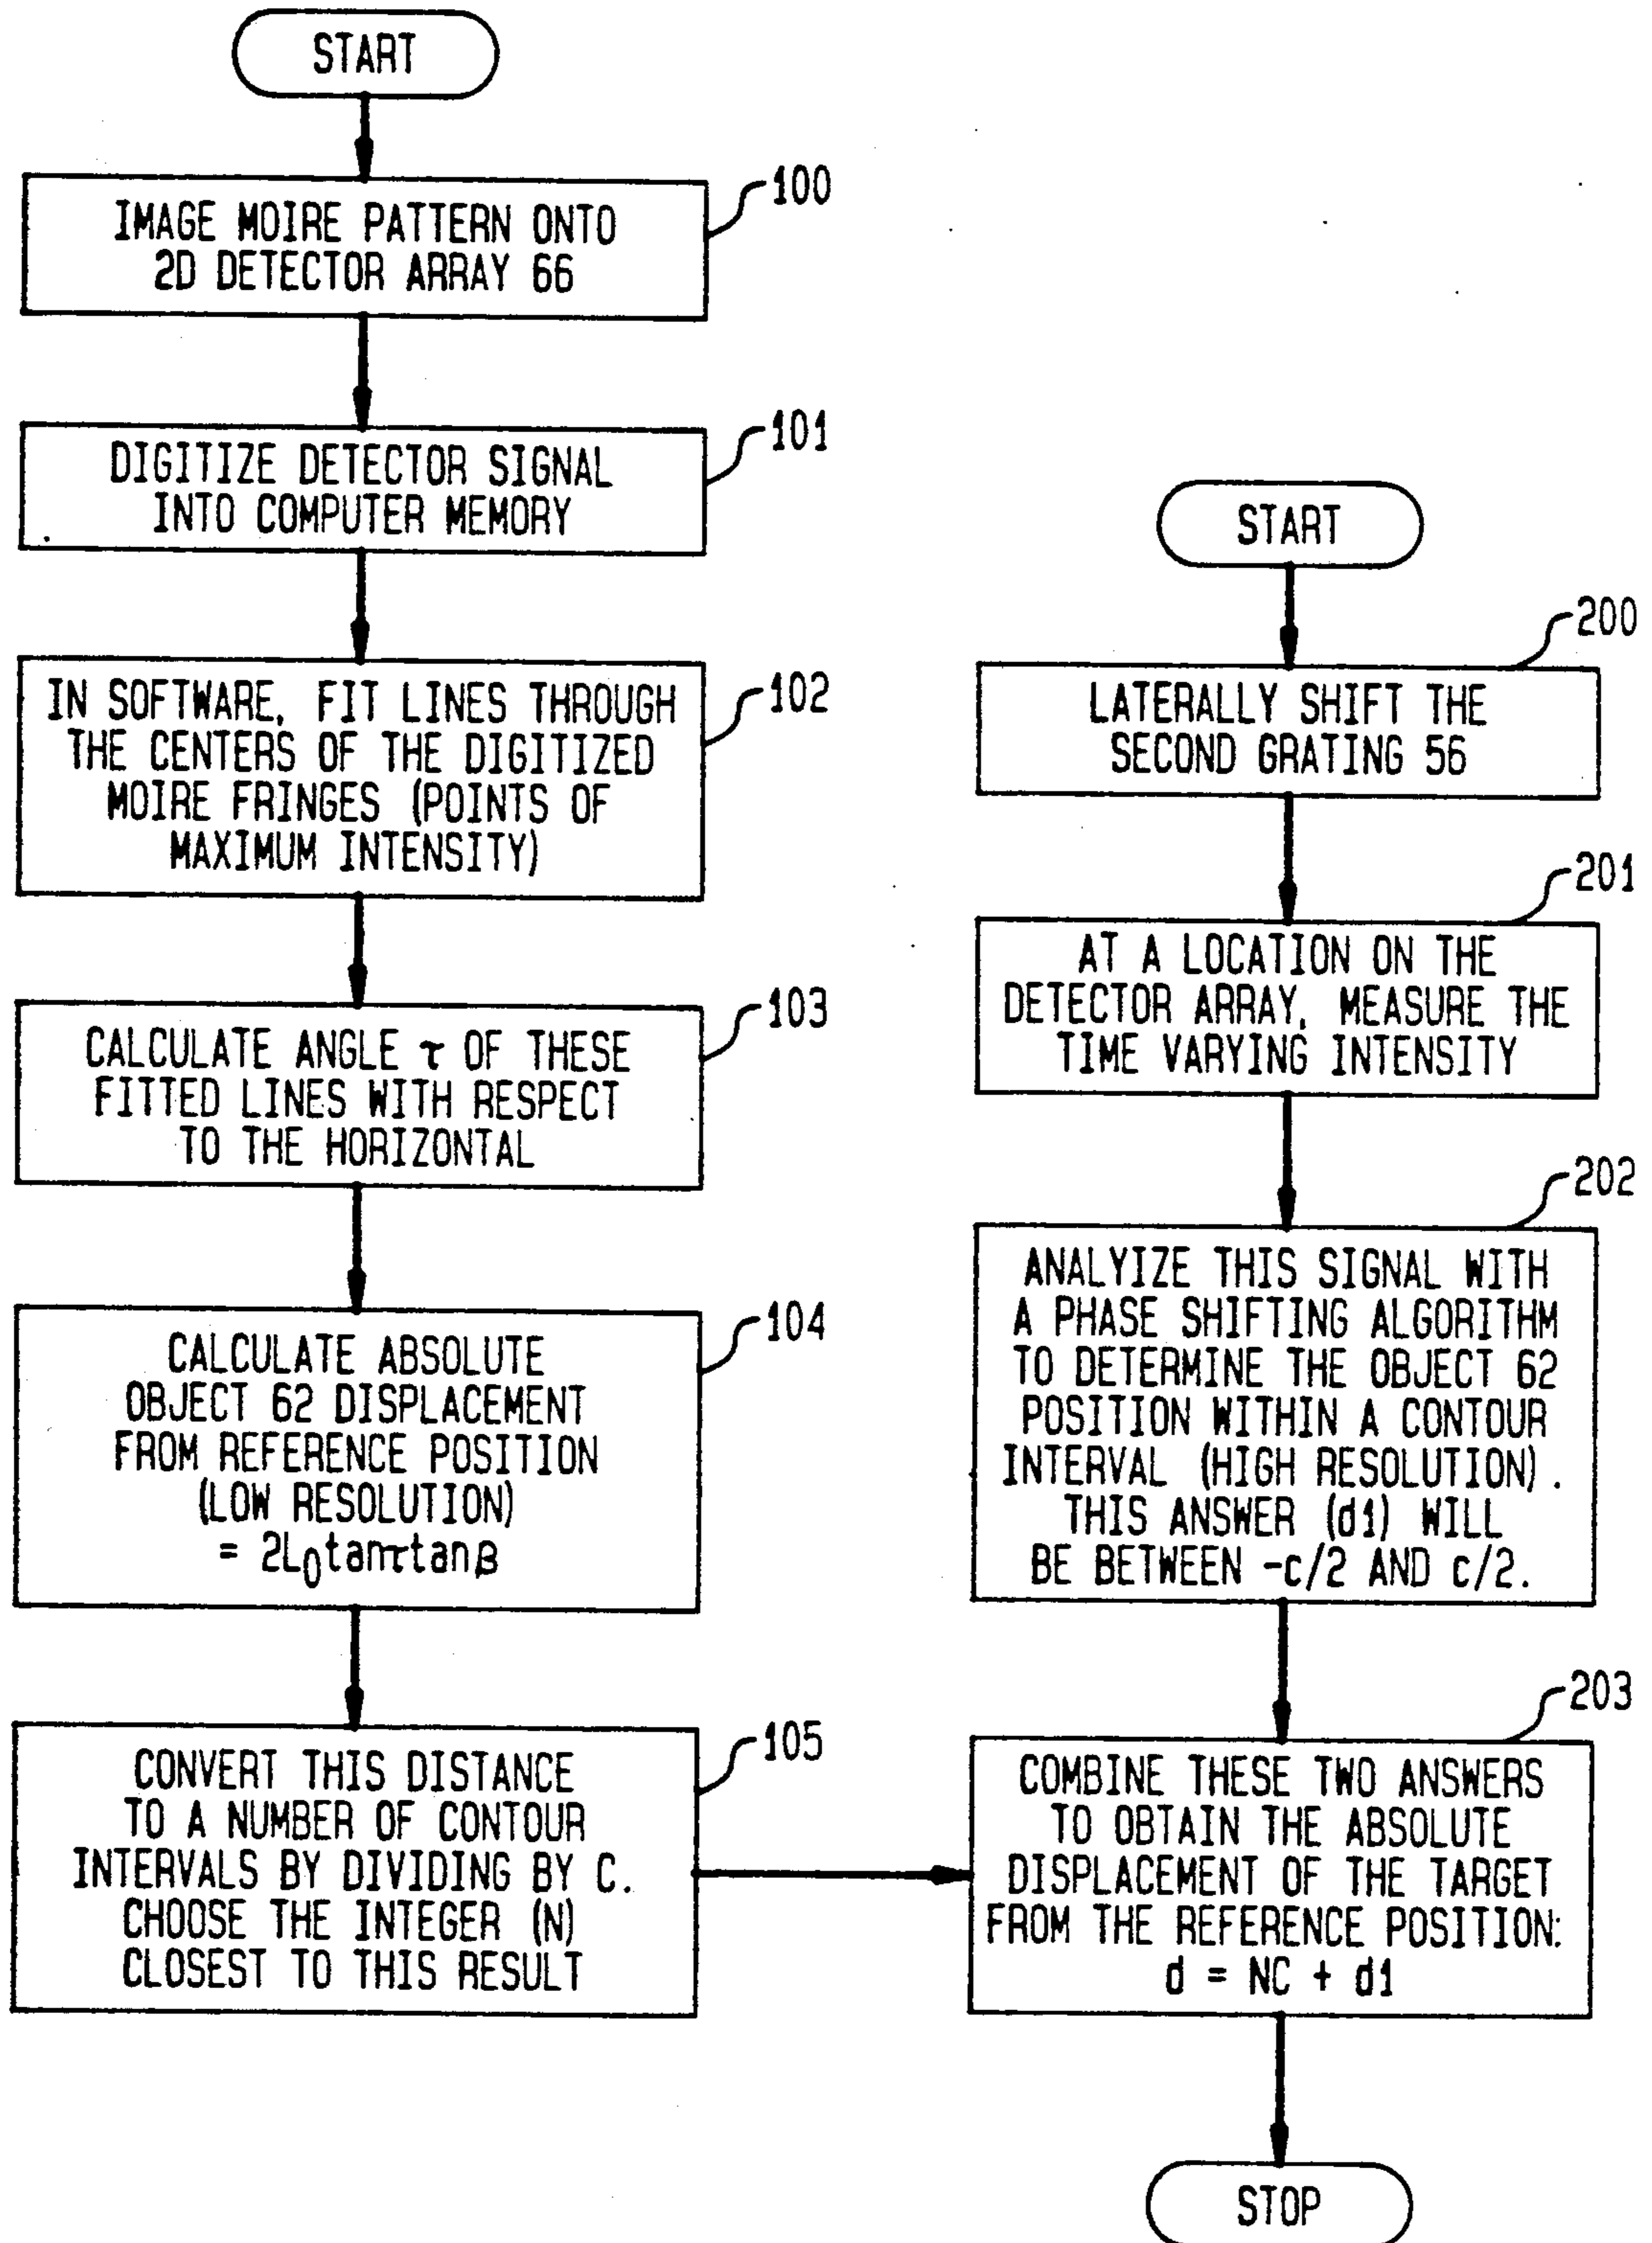 START
100
IMAGE MOIRE PATTERN ONTO
2D DETECTOR ARRAY 66
101
DIGITIZE DETECTOR SIGNAL
INTO COMPUTER MEMORY
102
IN SOFTWARE, FIT LINES THROUGH
THE CENTERS OF THE DIGITIZED
MOIRE FRINGES (POINTS OF
MAXIMUM INTENSITY)
103
CALCULATE ANGLE τ OF THESE
FITTED LINES WITH RESPECT
TO THE HORIZONTAL
104
CALCULATE ABSOLUTE
OBJECT 62 DISPLACEMENT
FROM REFERENCE POSITION
(LOW RESOLUTION)
= 2L₀tanτtanβ
105
CONVERT THIS DISTANCE
TO A NUMBER OF CONTOUR
INTERVALS BY DIVIDING BY C.
CHOOSE THE INTEGER (N)
CLOSEST TO THIS RESULT
START
200
LATERALLY SHIFT THE
SECOND GRATING 56
201
AT A LOCATION ON THE
DETECTOR ARRAY, MEASURE THE
TIME VARYING INTENSITY
202
ANALYIZE THIS SIGNAL WITH
A PHASE SHIFTING ALGORITHM
TO DETERMINE THE OBJECT 62
POSITION WITHIN A CONTOUR
INTERVAL (HIGH RESOLUTION).
THIS ANSWER (d1) WILL
BE BETWEEN -c/2 AND c/2.
203
COMBINE THESE TWO ANSWERS
TO OBTAIN THE ABSOLUTE
DISPLACEMENT OF THE TARGET
FROM THE REFERENCE POSITION:
d = NC + d1
STOP